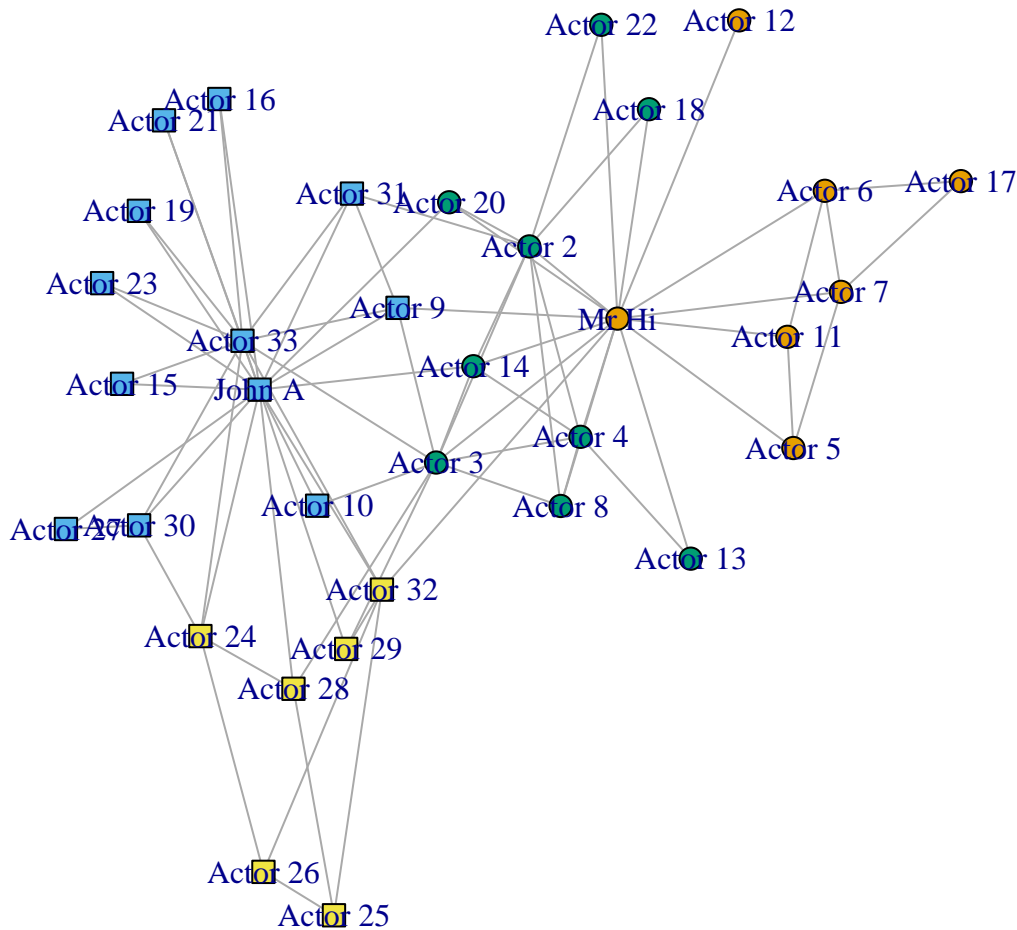 Actor 22
Actor 12
Actor 16
Actor 21
Actor 18
Actor 31
Actor 20
Actor 6
Actor 17
Actor 19
Actor 2
Actor 23
Actor 9
Actor 7
Mr Hi
Actor 33
Actor 11
Actor 14
Actor 15
John A
Actor 4
Actor 3
Actor 5
Actor 10
Actor 8
Actor 27
Actor 30
Actor 13
Actor 32
Actor 24
Actor 29
Actor 28
Actor 26
Actor 25